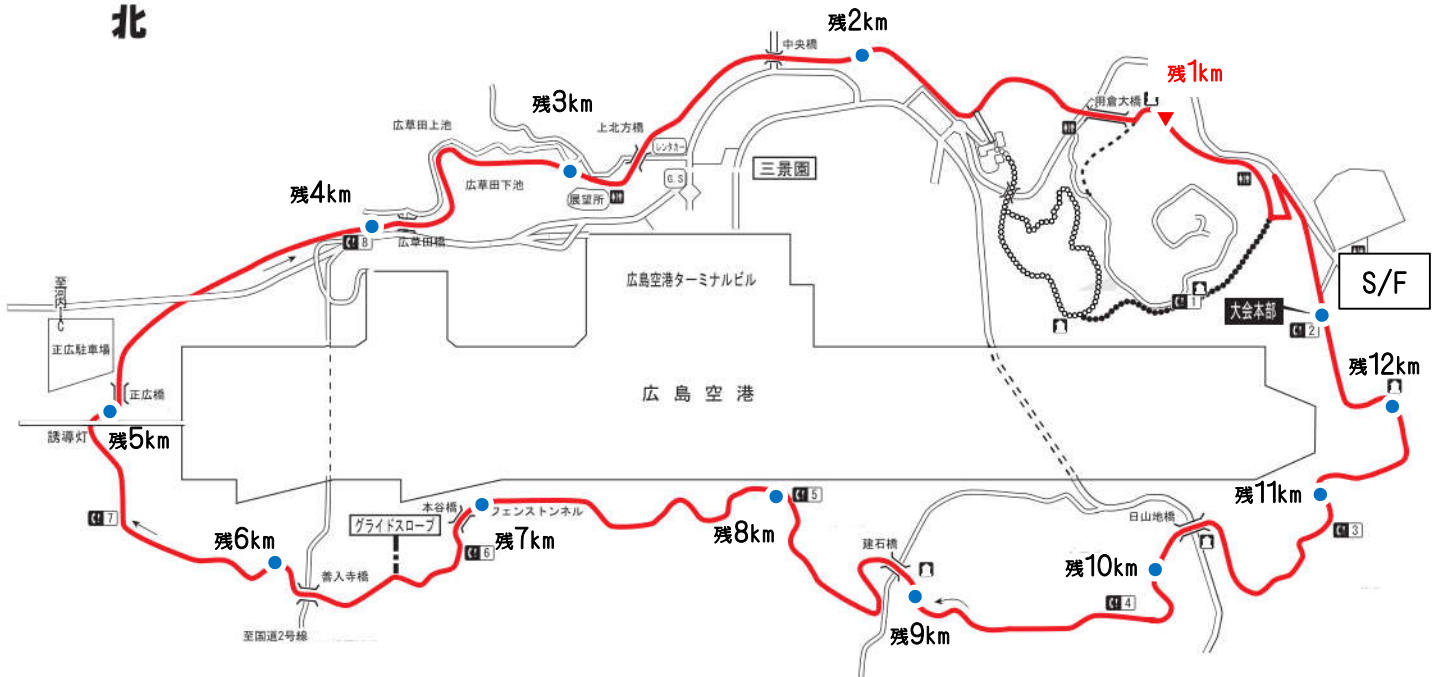 北
残2km
中央橋
残1km
残3km
用倉大橋
広草田上池
上北方橋
レンタカー
三景園
広草田下池
G.S
展望所
残4km
8
広草田橋
広島空港ターミナルビル
S/F
至河内I.C
1
大会本部
2
正広駐車場
残12km
広島空港
正広橋
誘導灯
残5km
残11km
5
本谷橋
フェンストンネル
7
グライドスロープ
残8km
日山地橋
3
残6km
残7km
6
建石橋
残10km
善入寺橋
4
至国道2号線
残9km